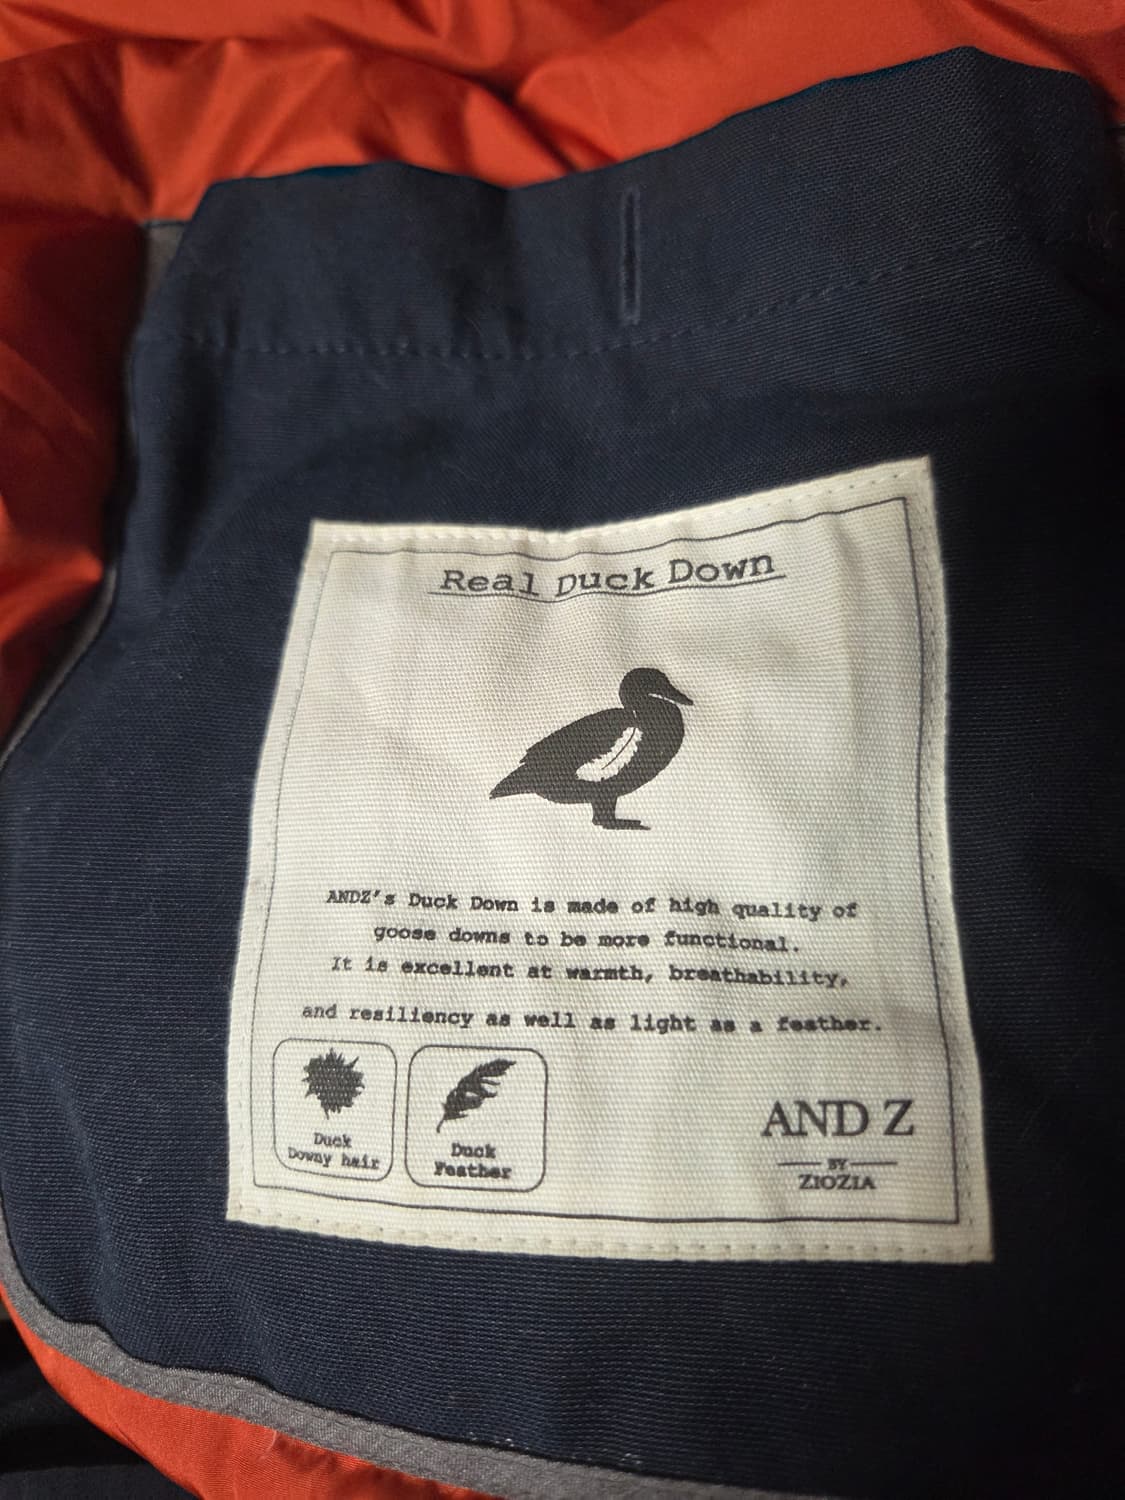 Real Duck Down
ANDZ's Duck Down is made of high quality of
goose downs to be more functional.
It is excellent at warmth, breathability,
and resiliency as well as light as a feather.
Duck
Downy hair
Duck
Feather
AND Z
BY
ZIOZIA